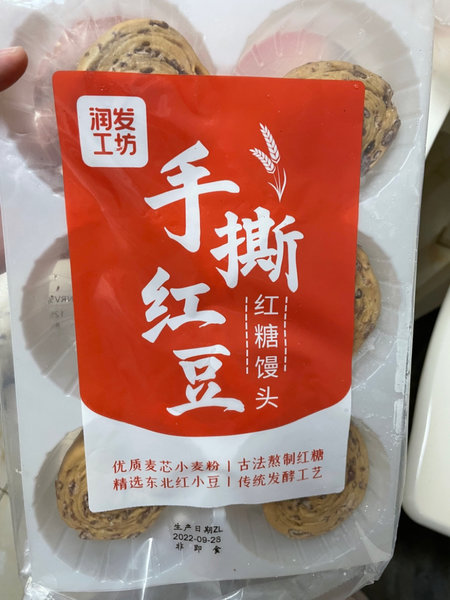 润发
工坊
手撕
红豆
红糖馒头
优质麦芯小麦粉 | 古法熬制红糖
精选东北红小豆 | 传统发酵工艺
生产日期ZL
2022-09-28
非即食